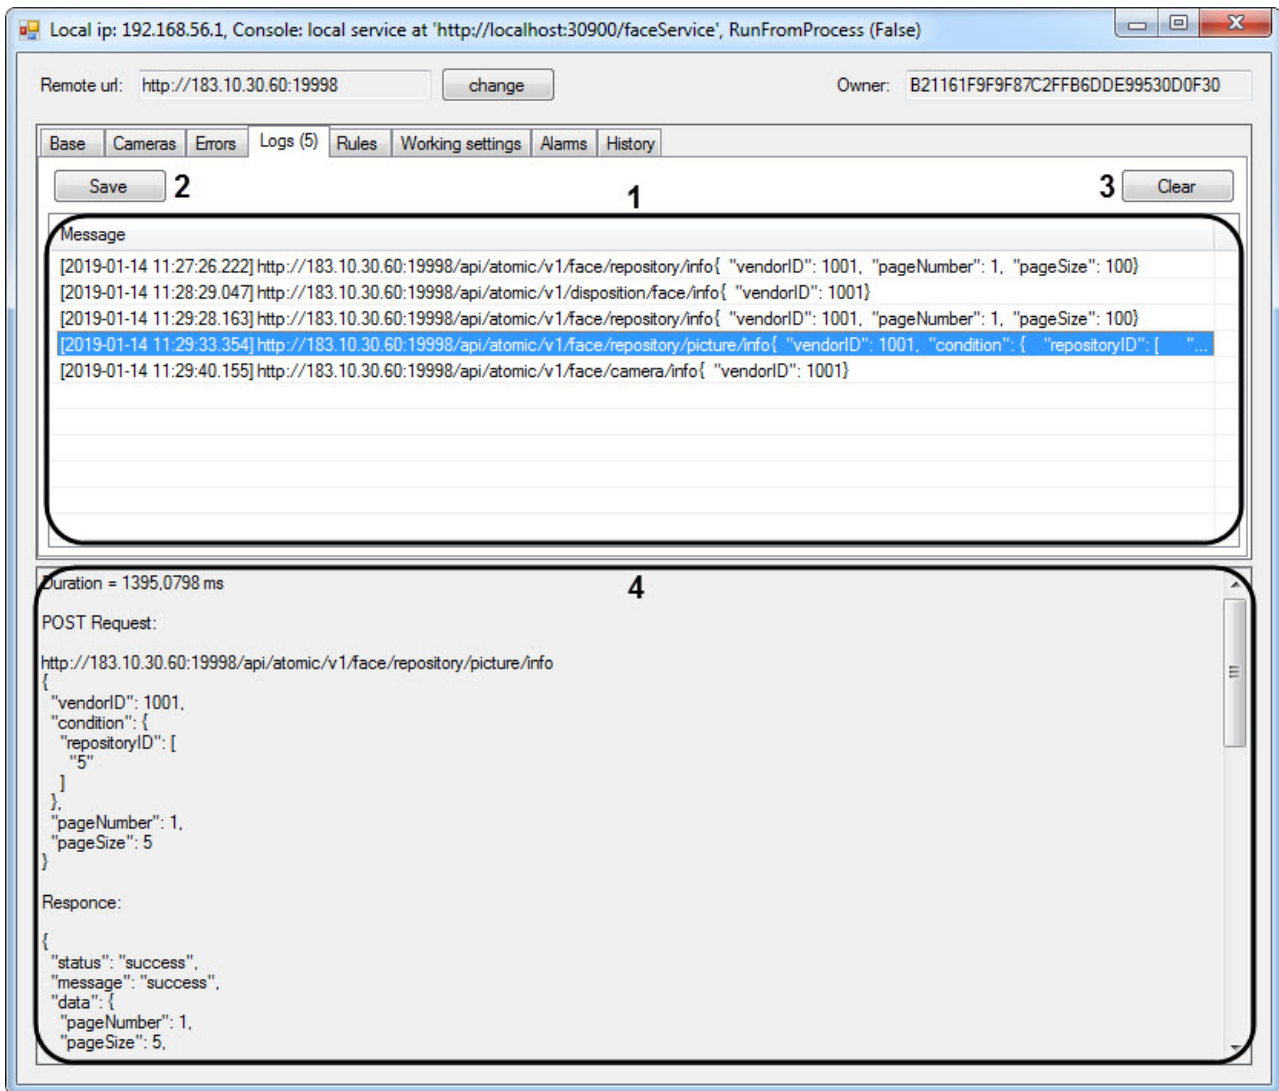 Local ip: 192.168.56.1, Console: local service at 'http://localhost:30900/faceService', RunFromProcess (False)
Remote url: http://183.10.30.60:19998 change Owner: B21161F9F9F87C2FFB6DDE99530D0F30
Base Cameras Errors Logs (5) Rules Working settings Alarms History
Save 2 1 3 Clear
Message
[2019-01-14 11:27:26.222] http://183.10.30.60:19998/api/atomic/v1/face/repository/info{ "vendorID": 1001, "pageNumber": 1, "pageSize": 100}
[2019-01-14 11:28:29.047] http://183.10.30.60:19998/api/atomic/v1/disposition/face/info{ "vendorID": 1001}
[2019-01-14 11:29:28.163] http://183.10.30.60:19998/api/atomic/v1/face/repository/info{ "vendorID": 1001, "pageNumber": 1, "pageSize": 100}
[2019-01-14 11:29:33.354] http://183.10.30.60:19998/api/atomic/v1/face/repository/picture/info{ "vendorID": 1001, "condition": { "repositoryID": [ "...
[2019-01-14 11:29:40.155] http://183.10.30.60:19998/api/atomic/v1/face/camera/info{ "vendorID": 1001}
Duration = 1395,0798 ms 4
POST Request:
http://183.10.30.60:19998/api/atomic/v1/face/repository/picture/info
{
"vendorID": 1001,
"condition": {
"repositoryID": [
"5"
]
},
"pageNumber": 1,
"pageSize": 5
}
Responce:
{
"status": "success",
"message": "success",
"data": {
"pageNumber": 1,
"pageSize": 5,